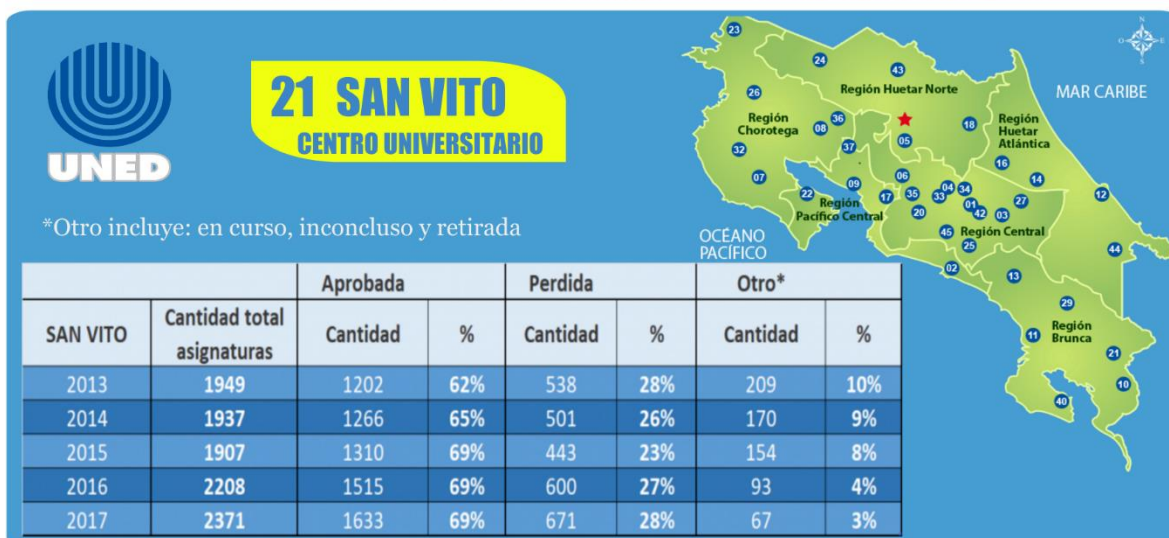 UNED
21 SAN VITO
CENTRO UNIVERSITARIO
*Otro incluye: en curso, inconcluso y retirada
Aprobada Perdida Otro*
SAN VITO Cantidad total asignaturas Cantidad % Cantidad % Cantidad %
2013 1949 1202 62% 538 28% 209 10%
2014 1937 1266 65% 501 26% 170 9%
2015 1907 1310 69% 443 23% 154 8%
2016 2208 1515 69% 600 27% 93 4%
2017 2371 1633 69% 671 28% 67 3%
N
O E
S
MAR CARIBE
23
24
43
Región Huetar Norte
26
Región
Chorotega
36
08
18
Región
Huetar
Atlántica
05
32
37
16
07
06
14
22
09
17
35
33
04
34
01
27
12
Región
Pacífico Central
20
42
03
45
Región Central
25
44
OCÉANO
PACÍFICO
02
13
29
11
Región
Brunca
21
10
40